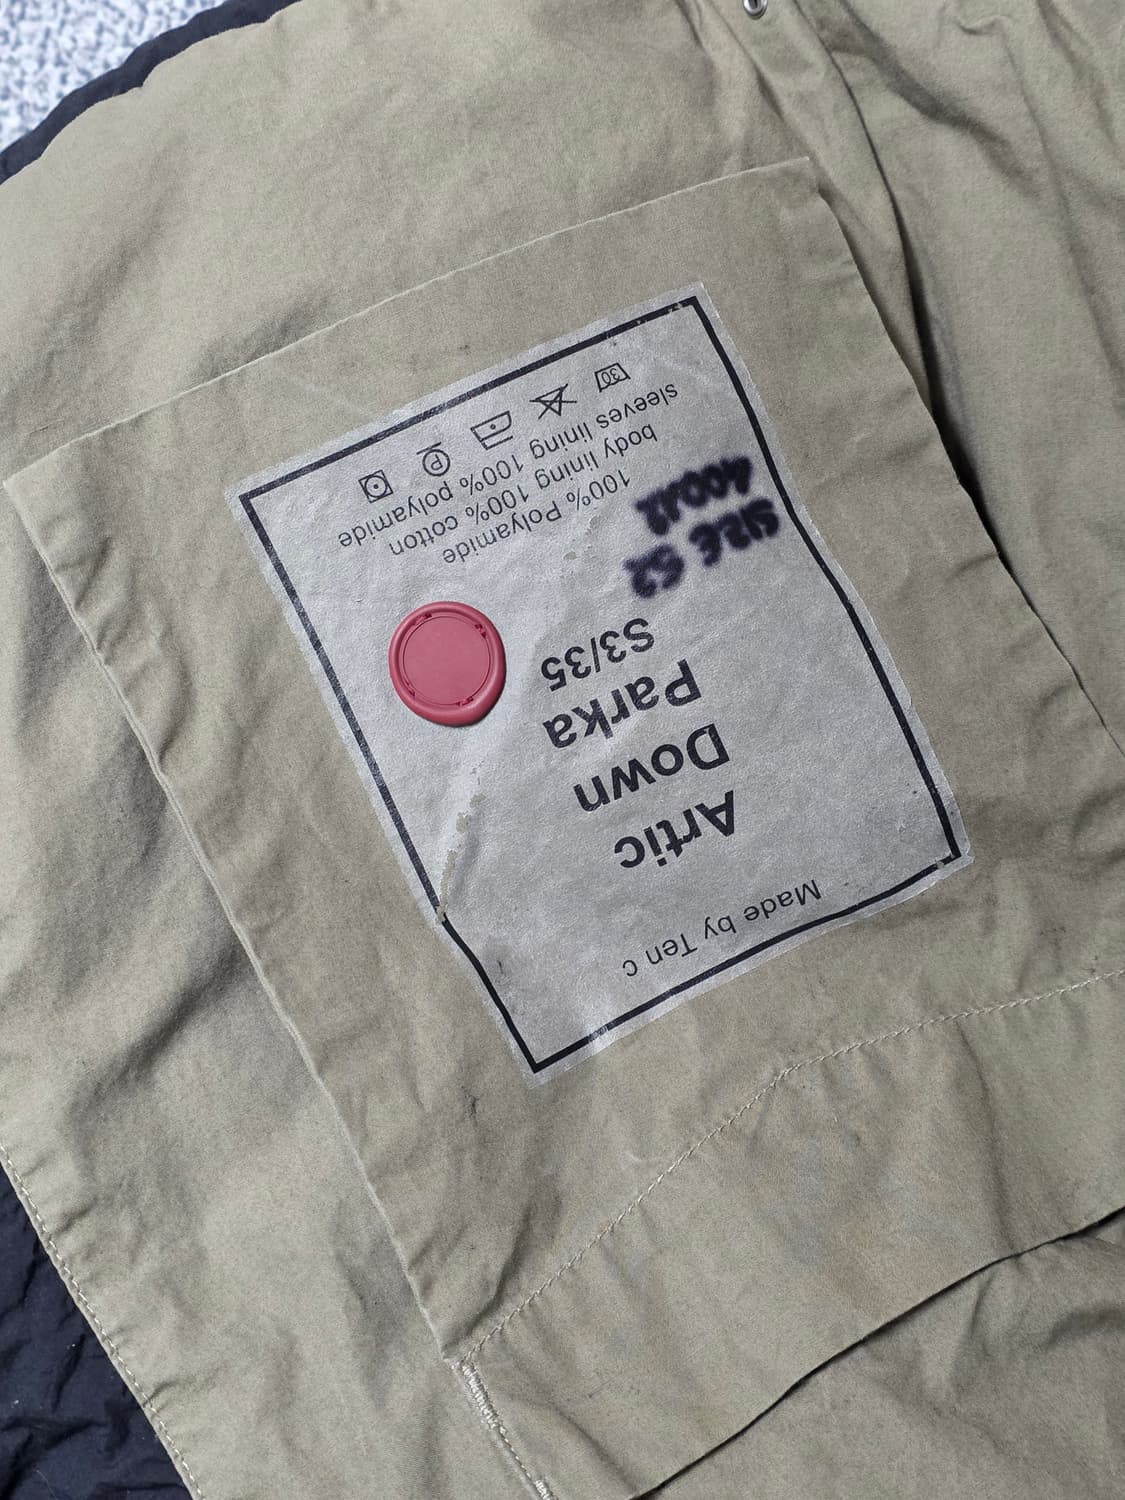 Made by Ten c
Artic
Down
Parka
S3/35
SIZE 52
100% Polyamide
body lining 100% cotton
sleeves lining 100% polyamide
30
P